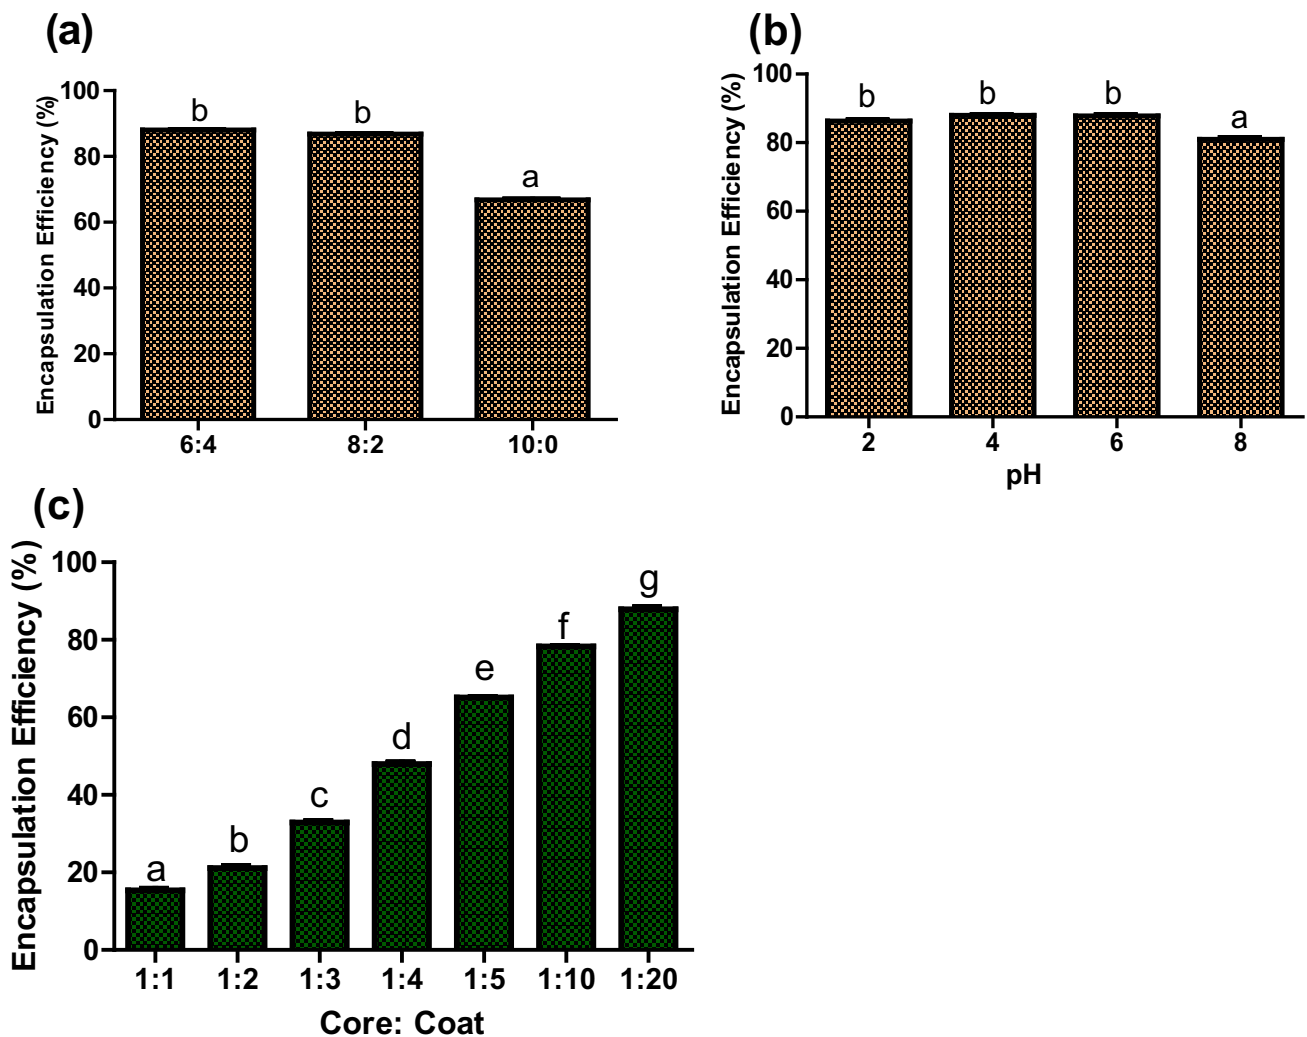 (a)
Encapsulation Efficiency (%)
100
80
60
40
20
0
b
b
a
6:4
8:2
10:0
(b)
Encapsulation Efficiency (%)
100
80
60
40
20
0
b
b
b
a
2
4
6
8
pH
(c)
Encapsulation Efficiency (%)
100
80
60
40
20
0
a
b
c
d
e
f
g
1:1
1:2
1:3
1:4
1:5
1:10
1:20
Core: Coat